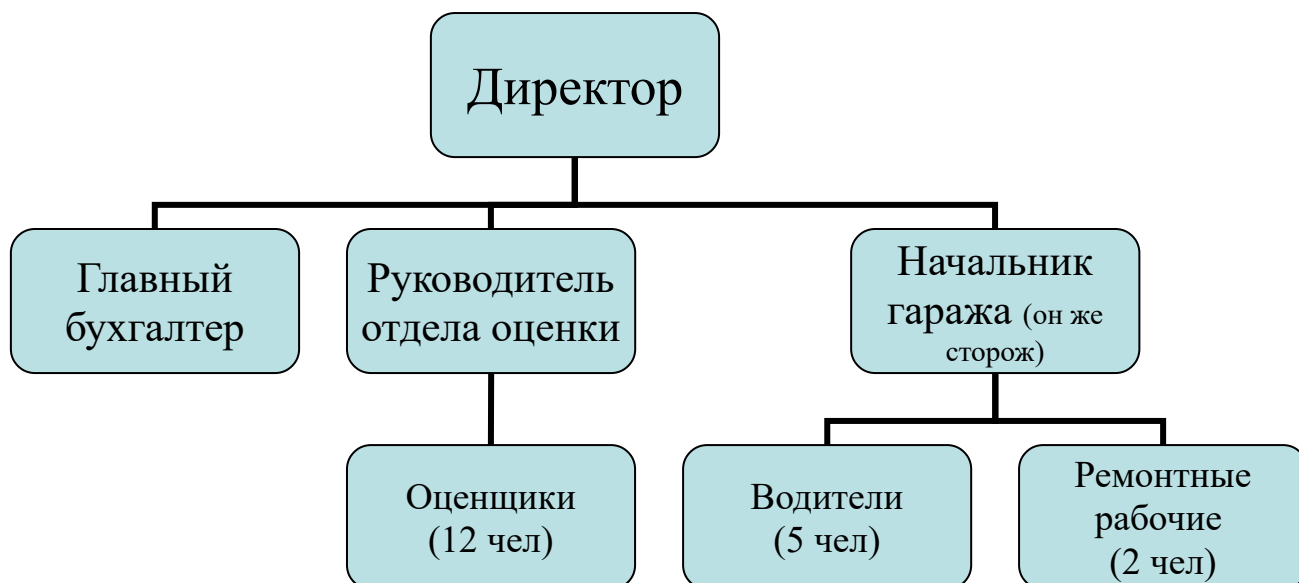 Директор
Главный
бухгалтер
Руководитель
отдела оценки
Начальник
гаража (он же
сторож)
Оценщики
(12 чел)
Водители
(5 чел)
Ремонтные
рабочие
(2 чел)